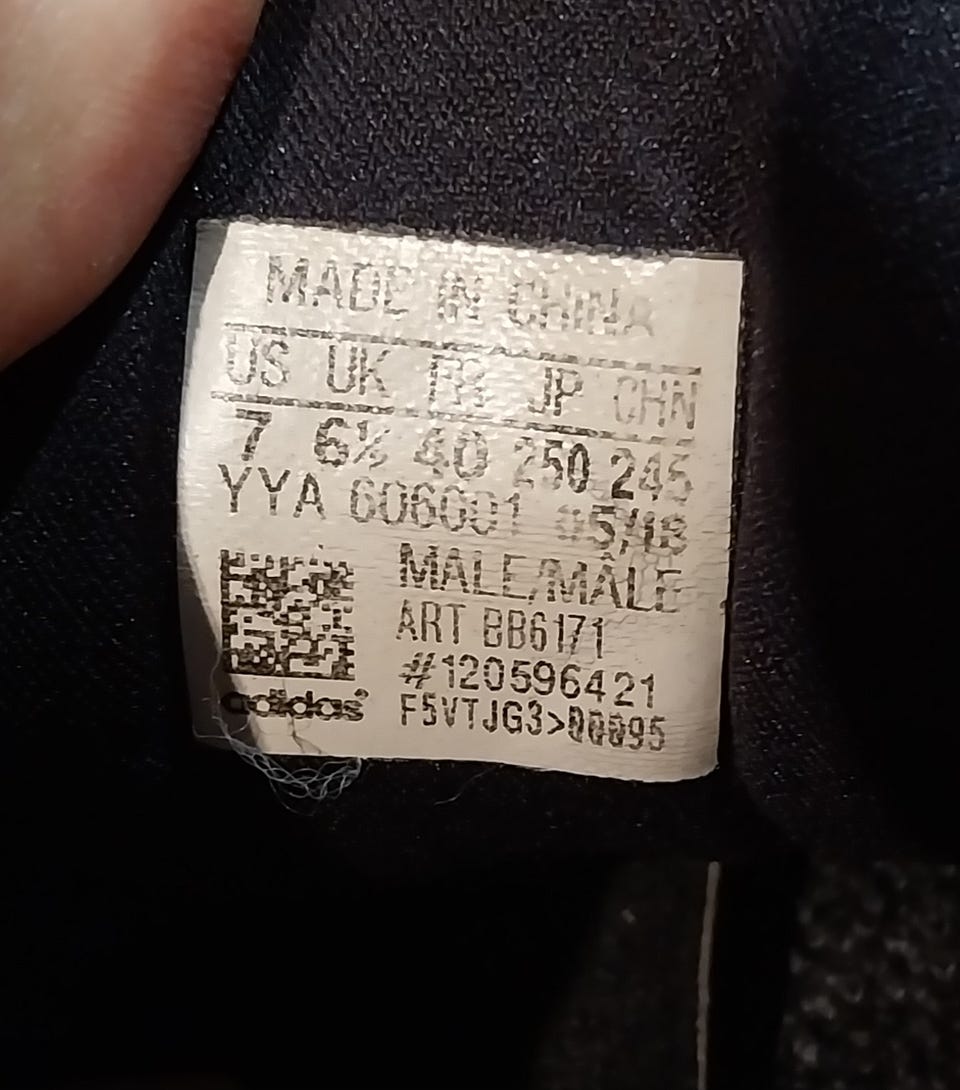 MADE IN CHINA
US UK FR JP CHN
7 6½ 40 250 245
YYA 606001 05/18
MALE/MÂLE
ART BB6171
#120596421
adidas® F5VTJG3>00095